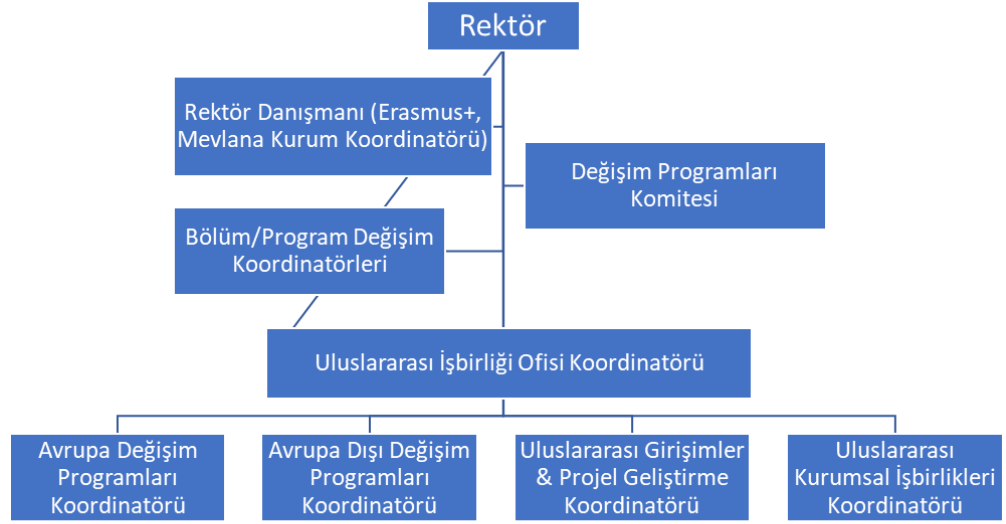 Rektör
Rektör Danışmanı (Erasmus+,
Mevlana Kurum Koordinatörü)
Değişim Programları
Komitesi
Bölüm/Program Değişim
Koordinatörleri
Uluslararası İşbirliği Ofisi Koordinatörü
Avrupa Değişim
Programları
Koordinatörü
Avrupa Dışı Değişim
Programları
Koordinatörü
Uluslararası Girişimler
& Projel Geliştirme
Koordinatörü
Uluslararası
Kurumsal İşbirlikleri
Koordinatörü